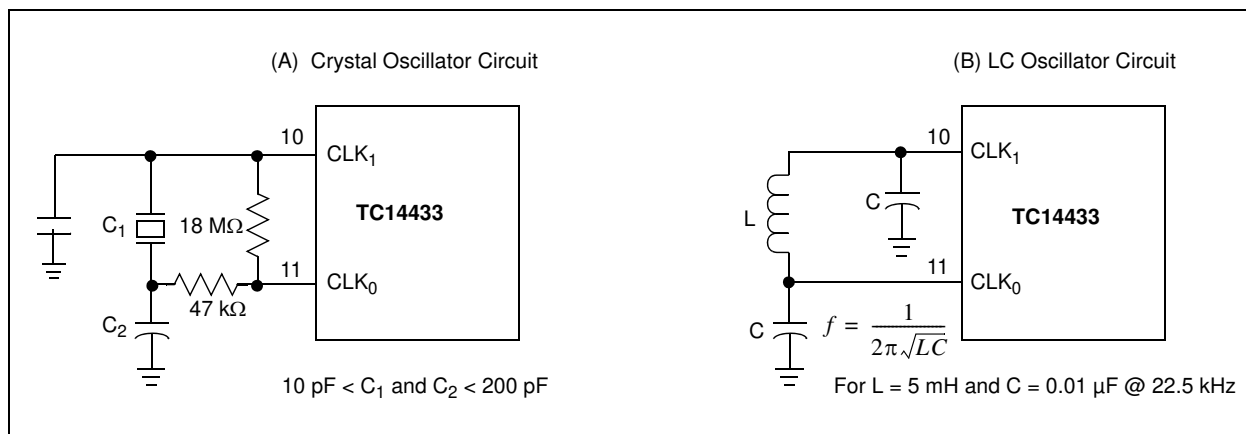 (A) Crystal Oscillator Circuit
10
CLK₁
C₁
18 MΩ
TC14433
11
CLK₀
47 kΩ
C₂
10 pF < C₁ and C₂ < 200 pF
(B) LC Oscillator Circuit
10
CLK₁
C
L
TC14433
11
CLK₀
C
f = 1 / 2π√LC
For L = 5 mH and C = 0.01 µF @ 22.5 kHz